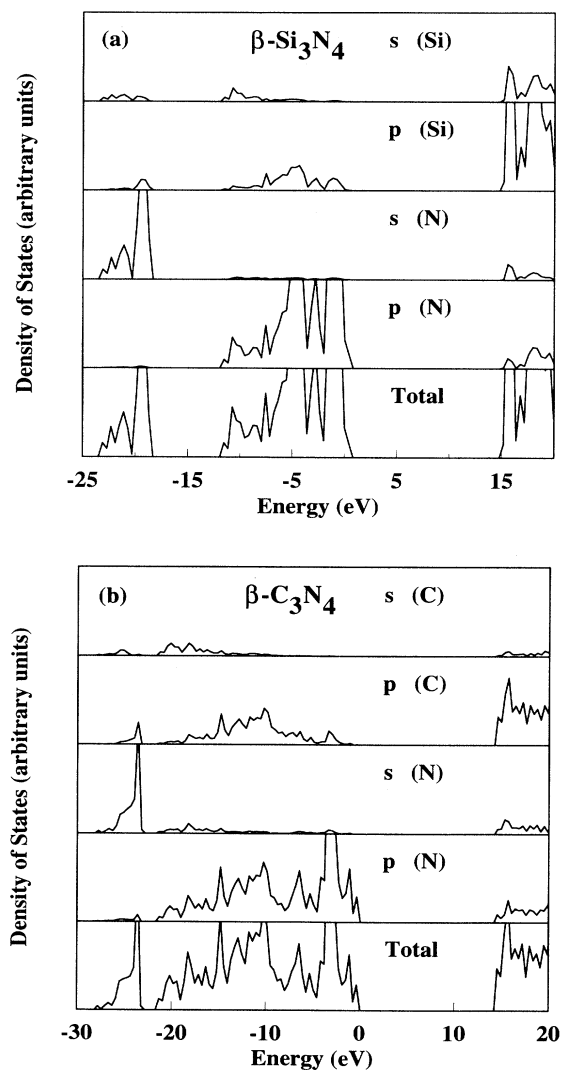 (a) β-Si₃N₄ s (Si)
p (Si)
s (N)
p (N)
Total
Density of States (arbitrary units)
-25 -15 -5 5 15
Energy (eV)
(b) β-C₃N₄ s (C)
p (C)
s (N)
p (N)
Total
Density of States (arbitrary units)
-30 -20 -10 0 10 20
Energy (eV)